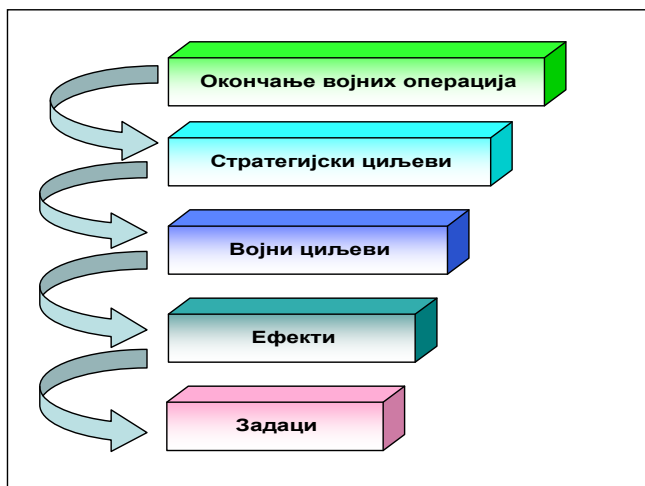 Окончање војних операција
Стратегијски циљеви
Војни циљеви
Ефекти
Задаци